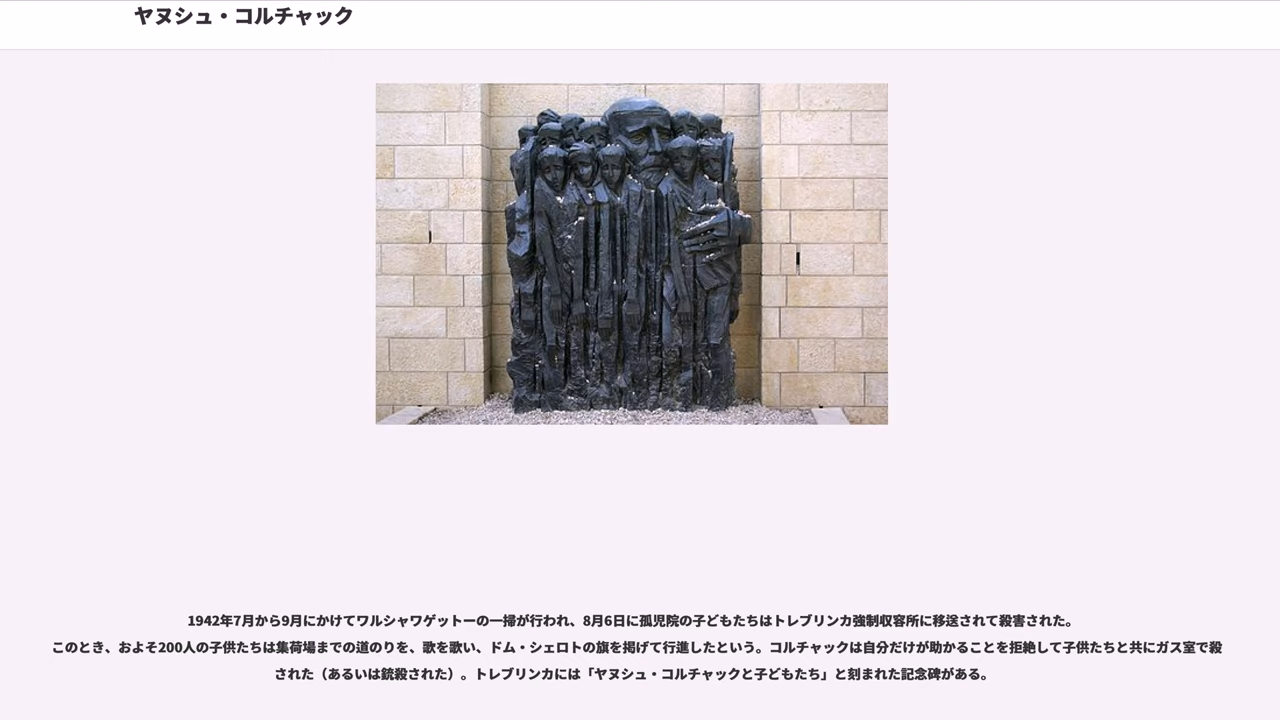 ヤヌシュ・コルチャック
1942年7月から9月にかけてワルシャワゲットーの一掃が行われ、8月6日に孤児院の子どもたちはトレブリンカ強制収容所に移送されて殺害された。
このとき、およそ200人の子供たちは集荷場までの道のりを、歌を歌い、ドム・シェロトの旗を掲げて行進したという。コルチャックは自分だけが助かることを拒絶して子供たちと共にガス室で殺
された（あるいは銃殺された）。トレブリンカには「ヤヌシュ・コルチャックと子どもたち」と刻まれた記念碑がある。